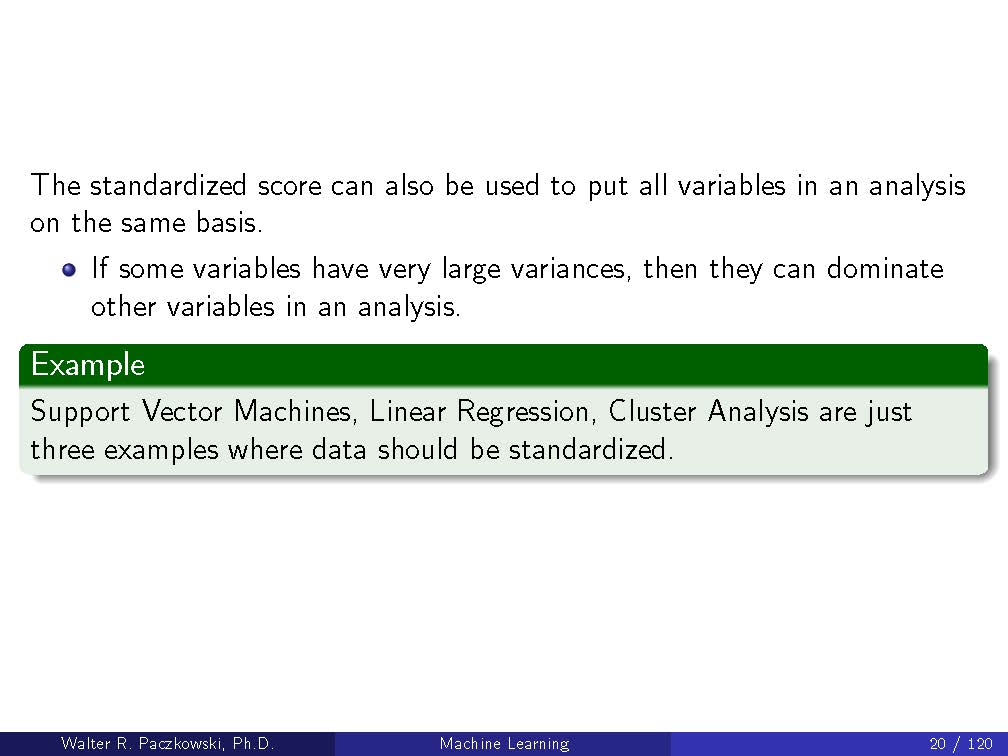 The standardized score can also be used to put all variables in an analysis
on the same basis.
If some variables have very large variances, then they can dominate
other variables in an analysis.
Example
Support Vector Machines, Linear Regression, Cluster Analysis are just
three examples where data should be standardized.
Walter R. Paczkowski, Ph.D.
Machine Learning
20 / 120